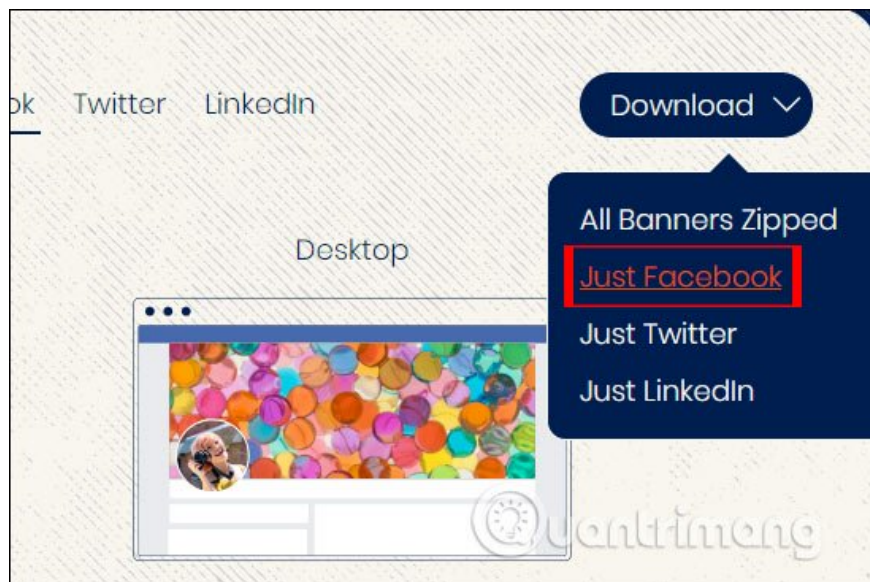 ok Twitter LinkedIn Download
All Banners Zipped
Just Facebook
Just Twitter
Just LinkedIn
Desktop
Quantrimang